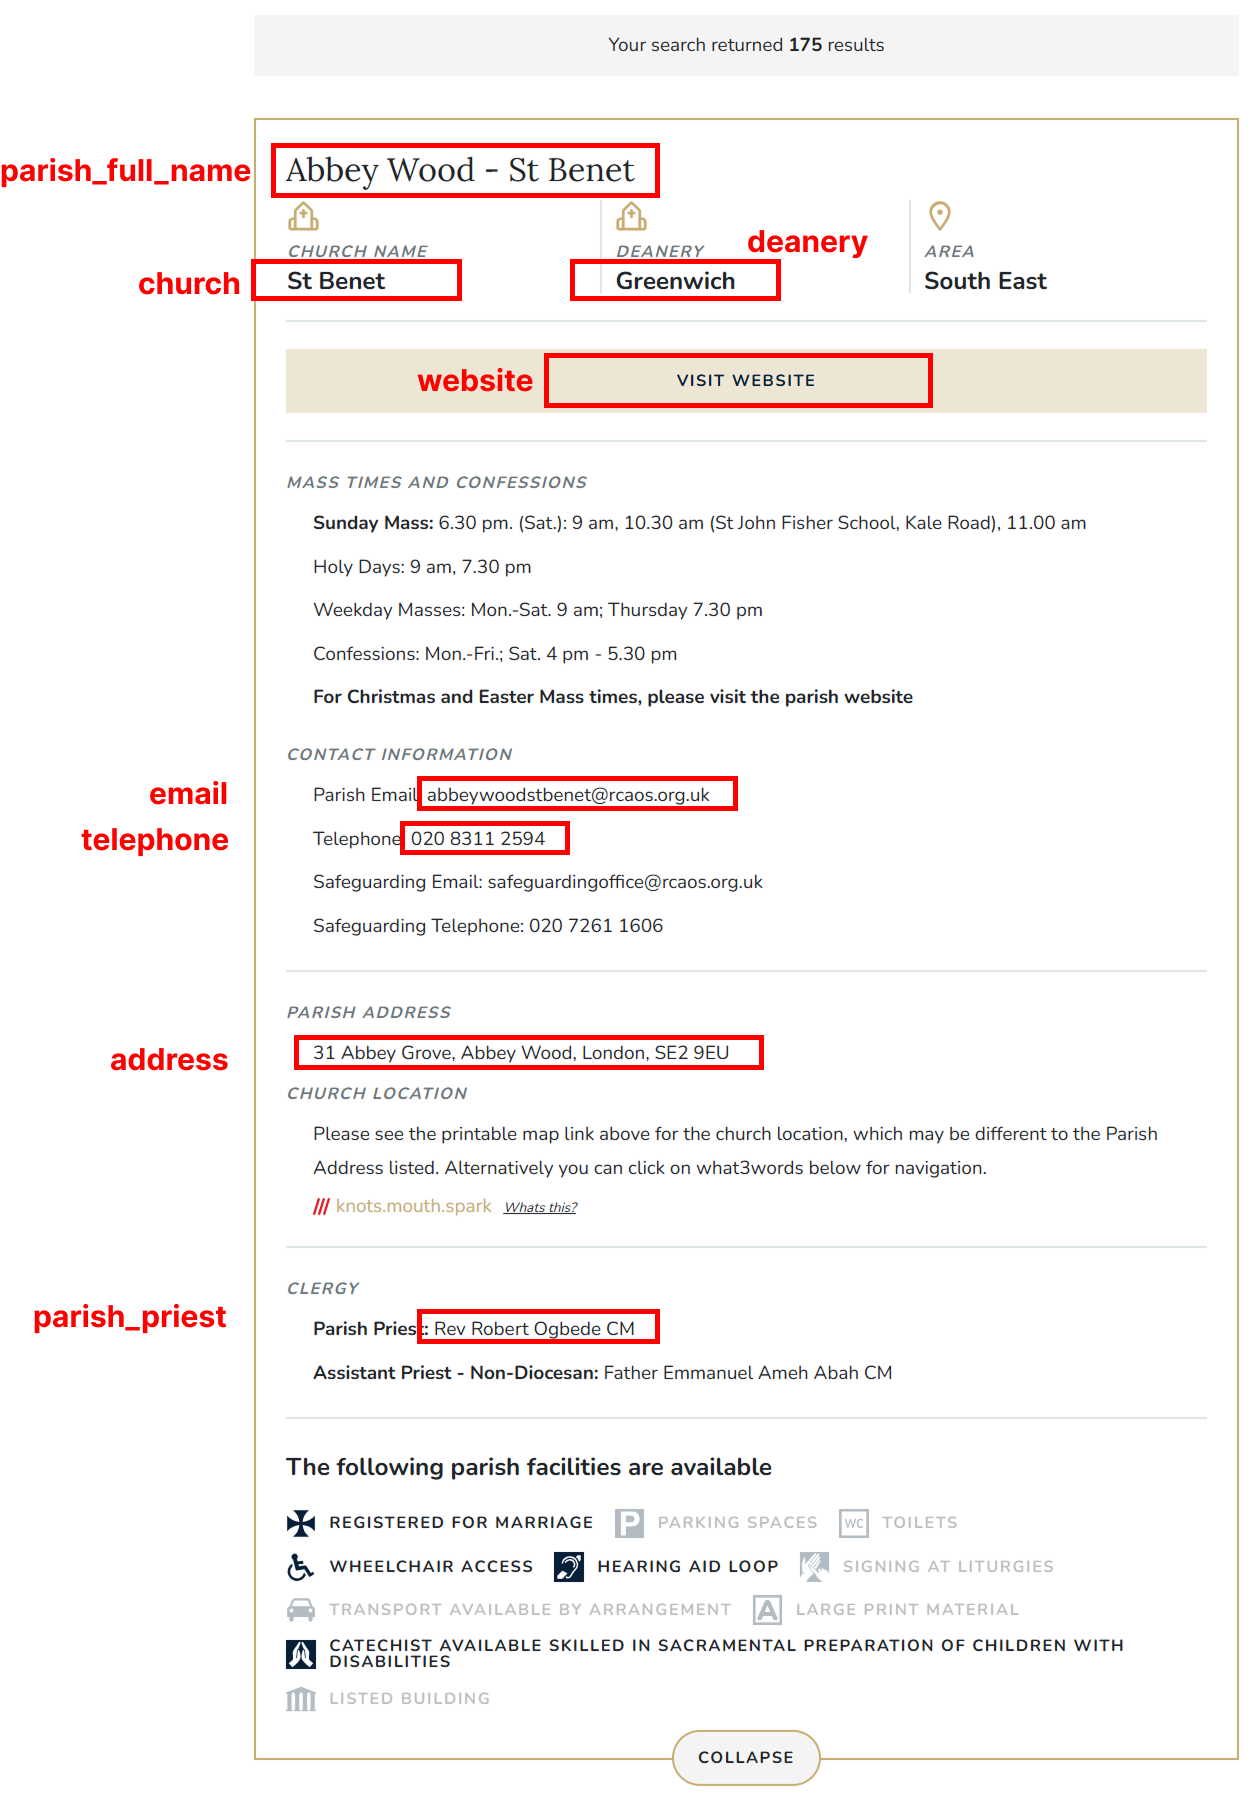 Your search returned 175 results
parish_full_name
Abbey Wood - St Benet
CHURCH NAME
DEANERY
deanery
AREA
church
St Benet
Greenwich
South East
website
VISIT WEBSITE
MASS TIMES AND CONFESSIONS
Sunday Mass: 6.30 pm. (Sat.): 9 am, 10.30 am (St John Fisher School, Kale Road), 11.00 am
Holy Days: 9 am, 7.30 pm
Weekday Masses: Mon.-Sat. 9 am; Thursday 7.30 pm
Confessions: Mon.-Fri.; Sat. 4 pm - 5.30 pm
For Christmas and Easter Mass times, please visit the parish website
CONTACT INFORMATION
email
Parish Email abbeywoodstbenet@rcaos.org.uk
telephone
Telephone 020 8311 2594
Safeguarding Email: safeguardingoffice@rcaos.org.uk
Safeguarding Telephone: 020 7261 1606
PARISH ADDRESS
address
31 Abbey Grove, Abbey Wood, London, SE2 9EU
CHURCH LOCATION
Please see the printable map link above for the church location, which may be different to the Parish
Address listed. Alternatively you can click on what3words below for navigation.
/// knots.mouth.spark Whats this?
CLERGY
parish_priest
Parish Priest: Rev Robert Ogbede CM
Assistant Priest - Non-Diocesan: Father Emmanuel Ameh Abah CM
The following parish facilities are available
REGISTERED FOR MARRIAGE
P PARKING SPACES
WC TOILETS
WHEELCHAIR ACCESS
HEARING AID LOOP
SIGNING AT LITURGIES
TRANSPORT AVAILABLE BY ARRANGEMENT
A LARGE PRINT MATERIAL
CATECHIST AVAILABLE SKILLED IN SACRAMENTAL PREPARATION OF CHILDREN WITH
DISABILITIES
LISTED BUILDING
COLLAPSE